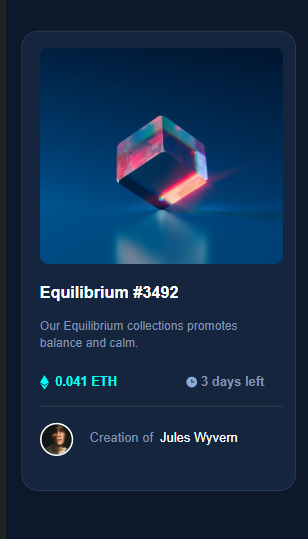 Equilibrium #3492
Our Equilibrium collections promotes
balance and calm.
0.041 ETH
3 days left
Creation of Jules Wyvern